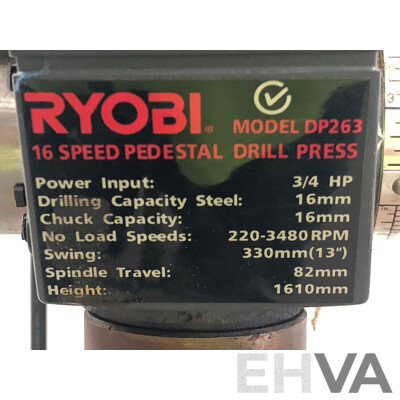 RYOBI® MODEL DP263
16 SPEED PEDESTAL DRILL PRESS
Power Input: 3/4 HP
Drilling Capacity Steel: 16mm
Chuck Capacity: 16mm
No Load Speeds: 220-3480 RPM
Swing: 330mm(13")
Spindle Travel: 82mm
Height: 1610mm
EHVA